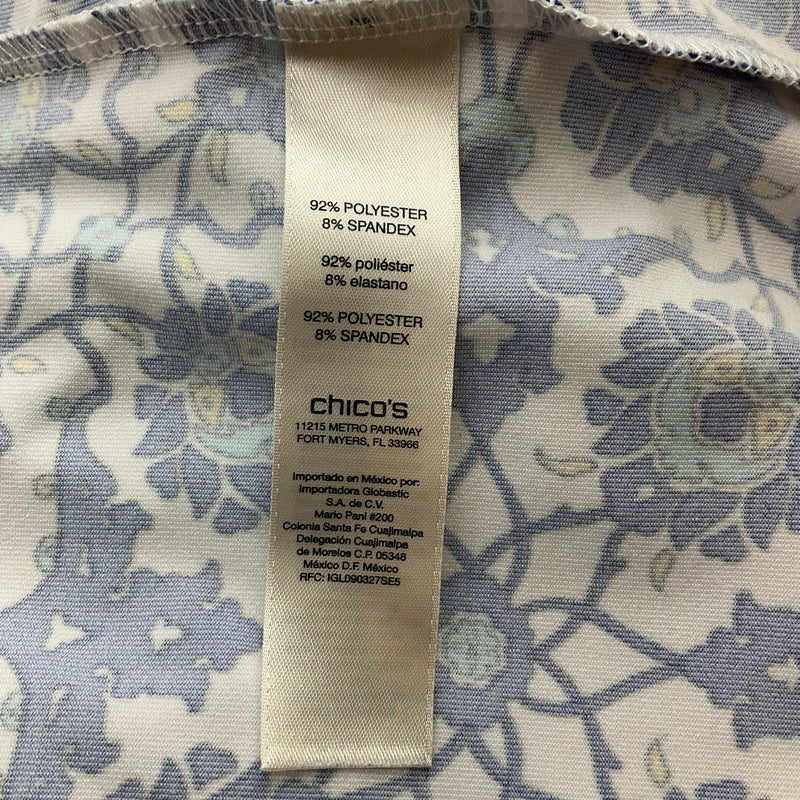 92% POLYESTER
8% SPANDEX
92% poliéster
8% elastano
92% POLYESTER
8% SPANDEX
chico's
11215 METRO PARKWAY
FORT MYERS, FL 33966
Importado en México por:
Importadora Globastic
S.A. de C.V.
Mario Pani #200
Colonia Santa Fe Cuajimalpa
Delegación Cuajimalpa
de Morelos C.P. 05348
México D.F. México
RFC: IGL090327SE5